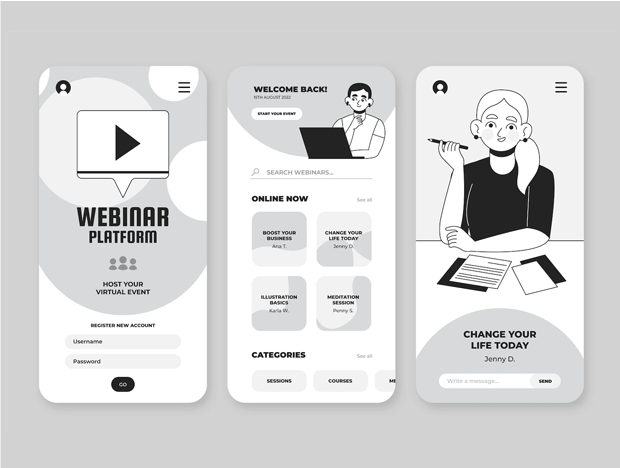 WEBINAR
PLATFORM
HOST YOUR
VIRTUAL EVENT
REGISTER NEW ACCOUNT
Username
Password
GO
WELCOME BACK!
15TH AUGUST 2022
START YOUR EVENT
SEARCH WEBINARS...
ONLINE NOW
See all
BOOST YOUR
BUSINESS
Ana T.
CHANGE YOUR
LIFE TODAY
Jenny D.
ILLUSTRATION
BASICS
Karla W.
MEDITATION
SESSION
Penny S.
CATEGORIES
See all
SESSIONS
COURSES
ME
CHANGE YOUR
LIFE TODAY
Jenny D.
Write a message...
SEND